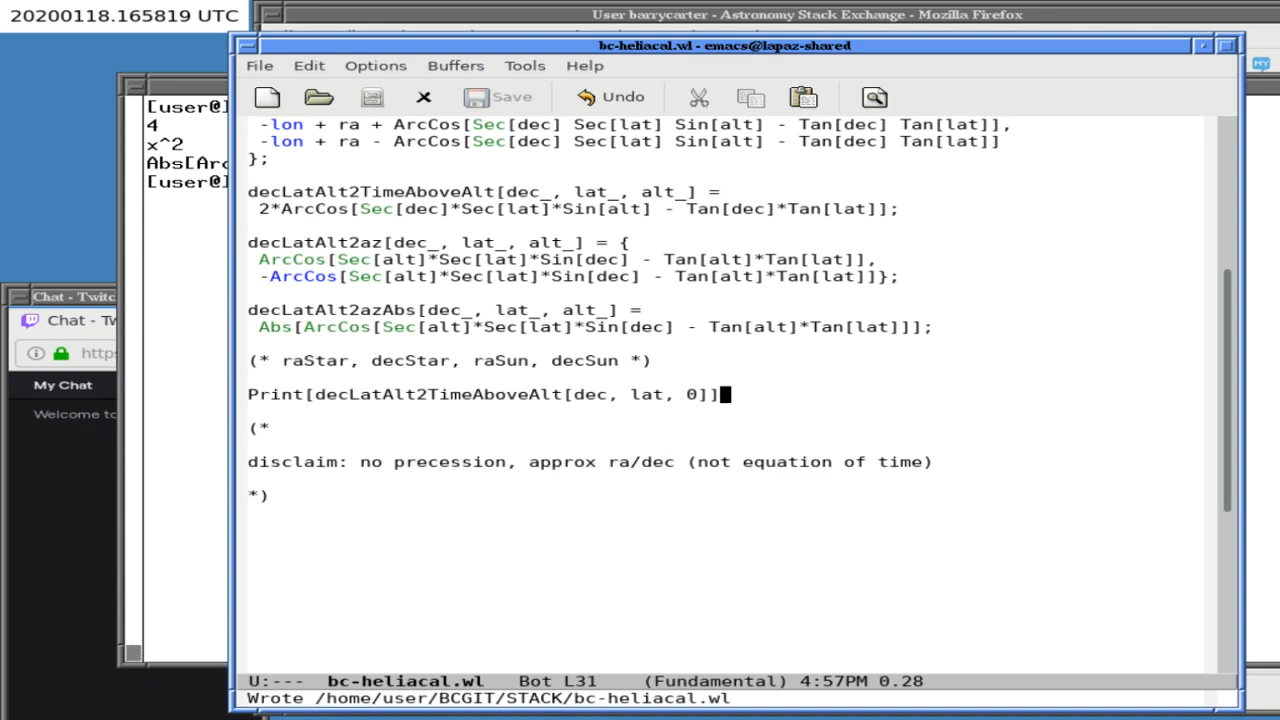 20200118.165819 UTC
User barrycarter - Astronomy Stack Exchange - Mozilla Firefox
bc-heliacal.wl - emacs@lapaz-shared
File Edit Options Buffers Tools Help
Save Undo
MY
[user@]
4
x^2
Abs[Arc
[user@]
Chat - Twitc
Chat - Tw
https
My Chat
Welcome to
-lon + ra + ArcCos[Sec[dec] Sec[lat] Sin[alt] - Tan[dec] Tan[lat]],
-lon + ra - ArcCos[Sec[dec] Sec[lat] Sin[alt] - Tan[dec] Tan[lat]]
};
decLatAlt2TimeAboveAlt[dec_, lat_, alt_] =
2*ArcCos[Sec[dec]*Sec[lat]*Sin[alt] - Tan[dec]*Tan[lat]];
decLatAlt2az[dec_, lat_, alt_] = {
ArcCos[Sec[alt]*Sec[lat]*Sin[dec] - Tan[alt]*Tan[lat]],
-ArcCos[Sec[alt]*Sec[lat]*Sin[dec] - Tan[alt]*Tan[lat]]};
decLatAlt2azAbs[dec_, lat_, alt_] =
Abs[ArcCos[Sec[alt]*Sec[lat]*Sin[dec] - Tan[alt]*Tan[lat]]];
(* raStar, decStar, raSun, decSun *)
Print[decLatAlt2TimeAboveAlt[dec, lat, 0]]
(*
disclaim: no precession, approx ra/dec (not equation of time)
*)
U:--- bc-heliacal.wl Bot L31 (Fundamental) 4:57PM 0.28
Wrote /home/user/BCGIT/STACK/bc-heliacal.wl